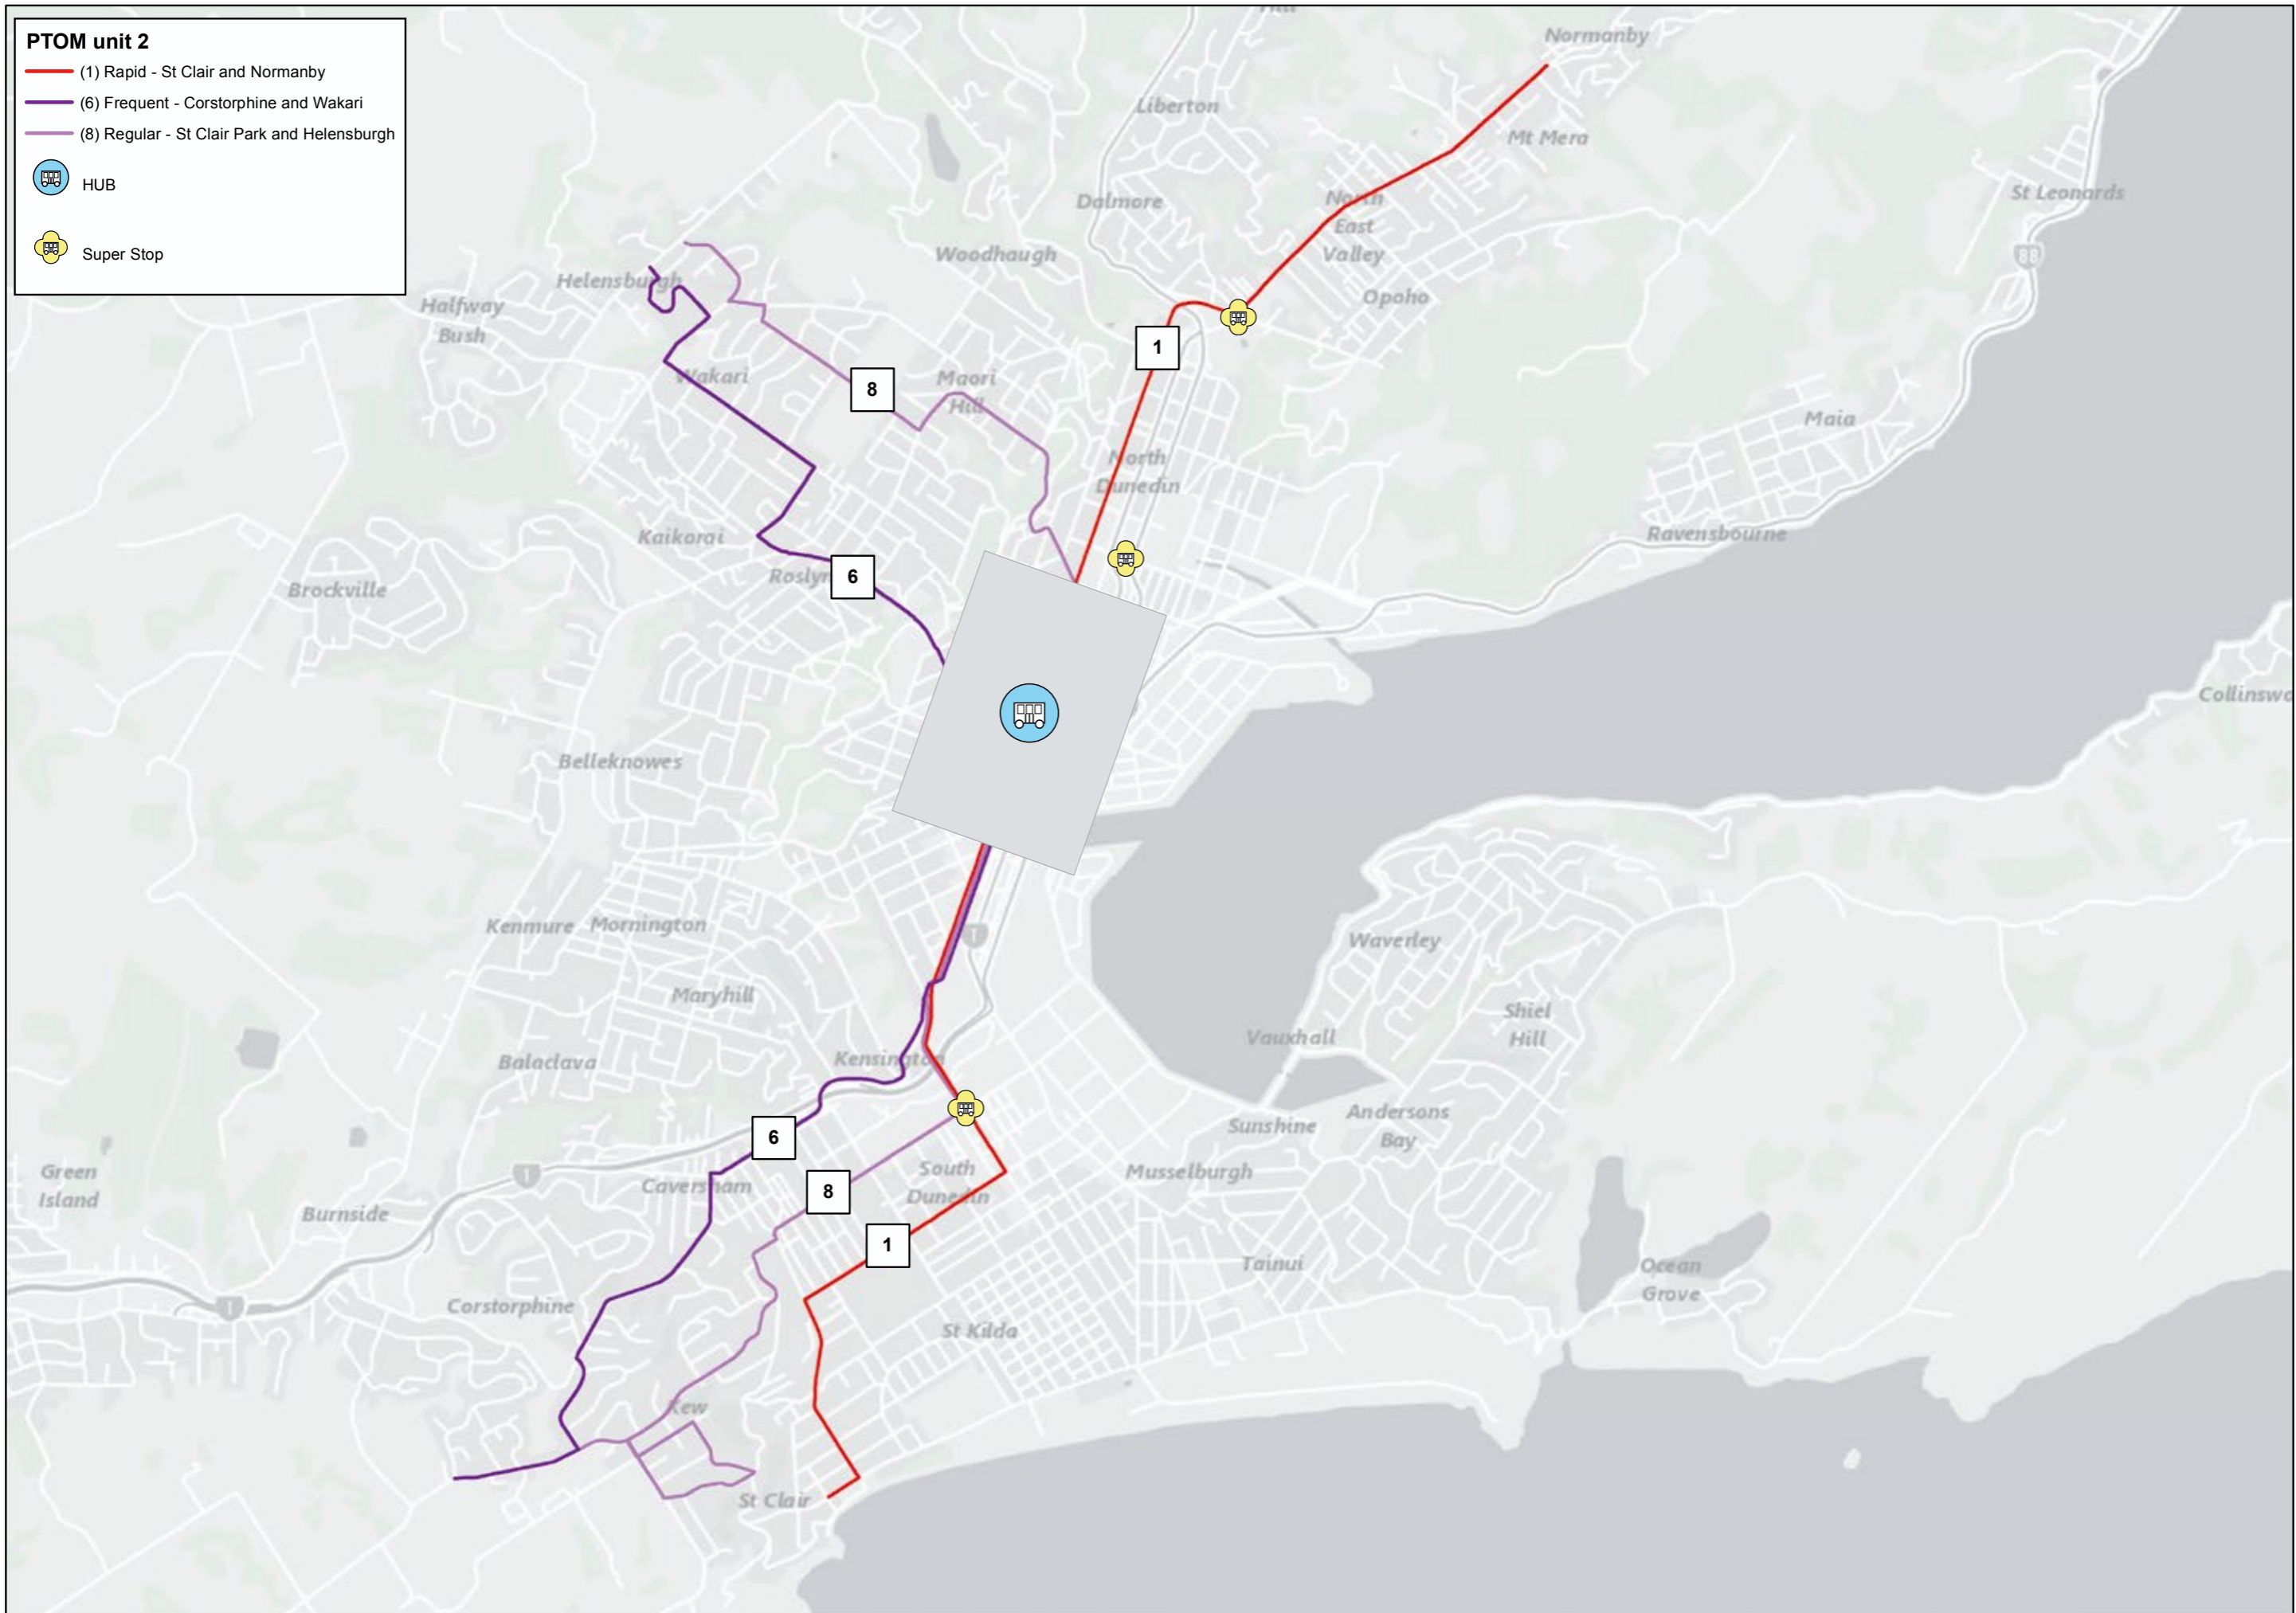 PTOM unit 2
(1) Rapid - St Clair and Normanby
(6) Frequent - Corstorphine and Wakari
(8) Regular - St Clair Park and Helensburgh
HUB
Super Stop
Normanby
Liberton
Mt Mera
Dalmore
North
East
Valley
St Leonards
88
Woodhaugh
Helensburgh
Halfway
Bush
Opoho
1
Wakari
8
Maori
Hill
Maia
North
Dunedin
Kaikorai
Ravensbourne
Roslyn
6
Brockville
Collinswo
Belleknowes
Kenmure
Mornington
1
Waverley
Maryhill
Shiel
Hill
Vauxhall
Kensington
Balaclava
Andersons
Bay
Sunshine
6
Green
Island
1
Caversham
8
South
Dunedin
Musselburgh
Burnside
1
Tainui
Ocean
Grove
Corstorphine
1
St Kilda
Kew
St Clair